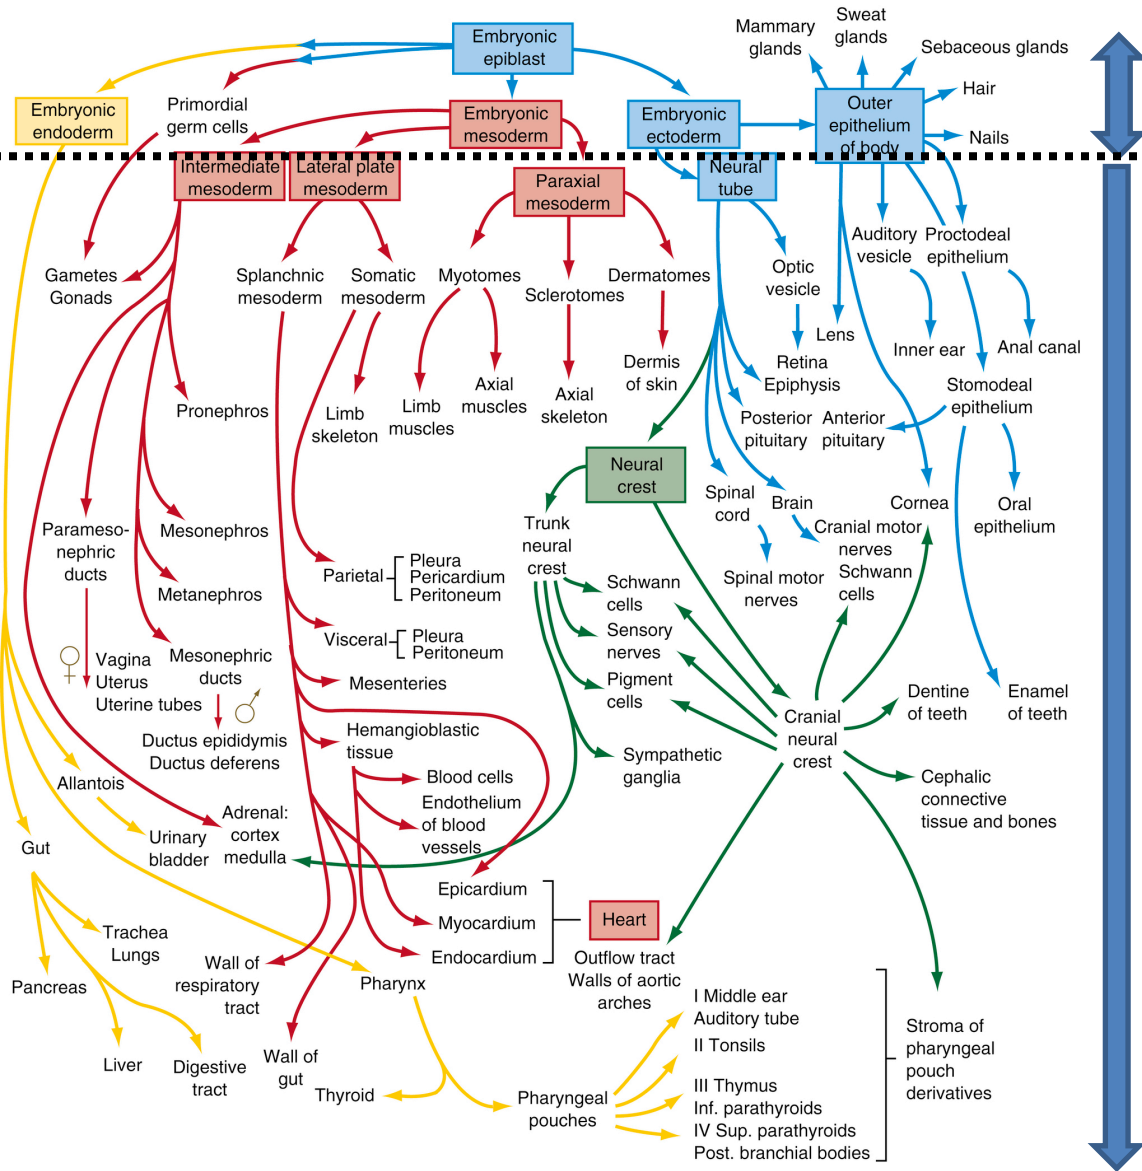 Embryonic
epiblast
Mammary
glands
Sweat
glands
Sebaceous glands
Hair
Nails
Embryonic
endoderm
Primordial
germ cells
Embryonic
mesoderm
Embryonic
ectoderm
Outer
epithelium
of body
Intermediate
mesoderm
Lateral plate
mesoderm
Paraxial
mesoderm
Neural
tube
Gametes
Gonads
Splanchnic
mesoderm
Somatic
mesoderm
Myotomes
Sclerotomes
Dermatomes
Optic
vesicle
Auditory
vesicle
Proctodeal
epithelium
Lens
Inner ear
Anal canal
Pronephros
Limb
skeleton
Limb
muscles
Axial
muscles
Axial
skeleton
Dermis
of skin
Retina
Epiphysis
Posterior
pituitary
Anterior
pituitary
Stomodeal
epithelium
Neural
crest
Spinal
cord
Brain
Cornea
Oral
epithelium
Parameso-
nephric
ducts
Mesonephros
Metanephros
Trunk
neural
crest
Cranial motor
nerves
Schwann
cells
Spinal motor
nerves
Parietal
Pleura
Pericardium
Peritoneum
Visceral
Pleura
Peritoneum
Schwann
cells
Sensory
nerves
Pigment
cells
♀
Vagina
Uterus
Uterine tubes
Mesonephric
ducts
♂
Ductus epididymis
Ductus deferens
Mesenteries
Hemangioblastic
tissue
Sympathetic
ganglia
Cranial
neural
crest
Dentine
of teeth
Enamel
of teeth
Cephalic
connective
tissue and bones
Allantois
Urinary
bladder
Adrenal:
cortex
medulla
Blood cells
Endothelium
of blood
vessels
Gut
Epicardium
Myocardium
Endocardium
Heart
Outflow tract
Walls of aortic
arches
Trachea
Lungs
Pancreas
Liver
Digestive
tract
Wall of
respiratory
tract
Wall of
gut
Pharynx
Thyroid
Pharyngeal
pouches
I Middle ear
Auditory tube
II Tonsils
III Thymus
Inf. parathyroids
IV Sup. parathyroids
Post. branchial bodies
Stroma of
pharyngeal
pouch
derivatives